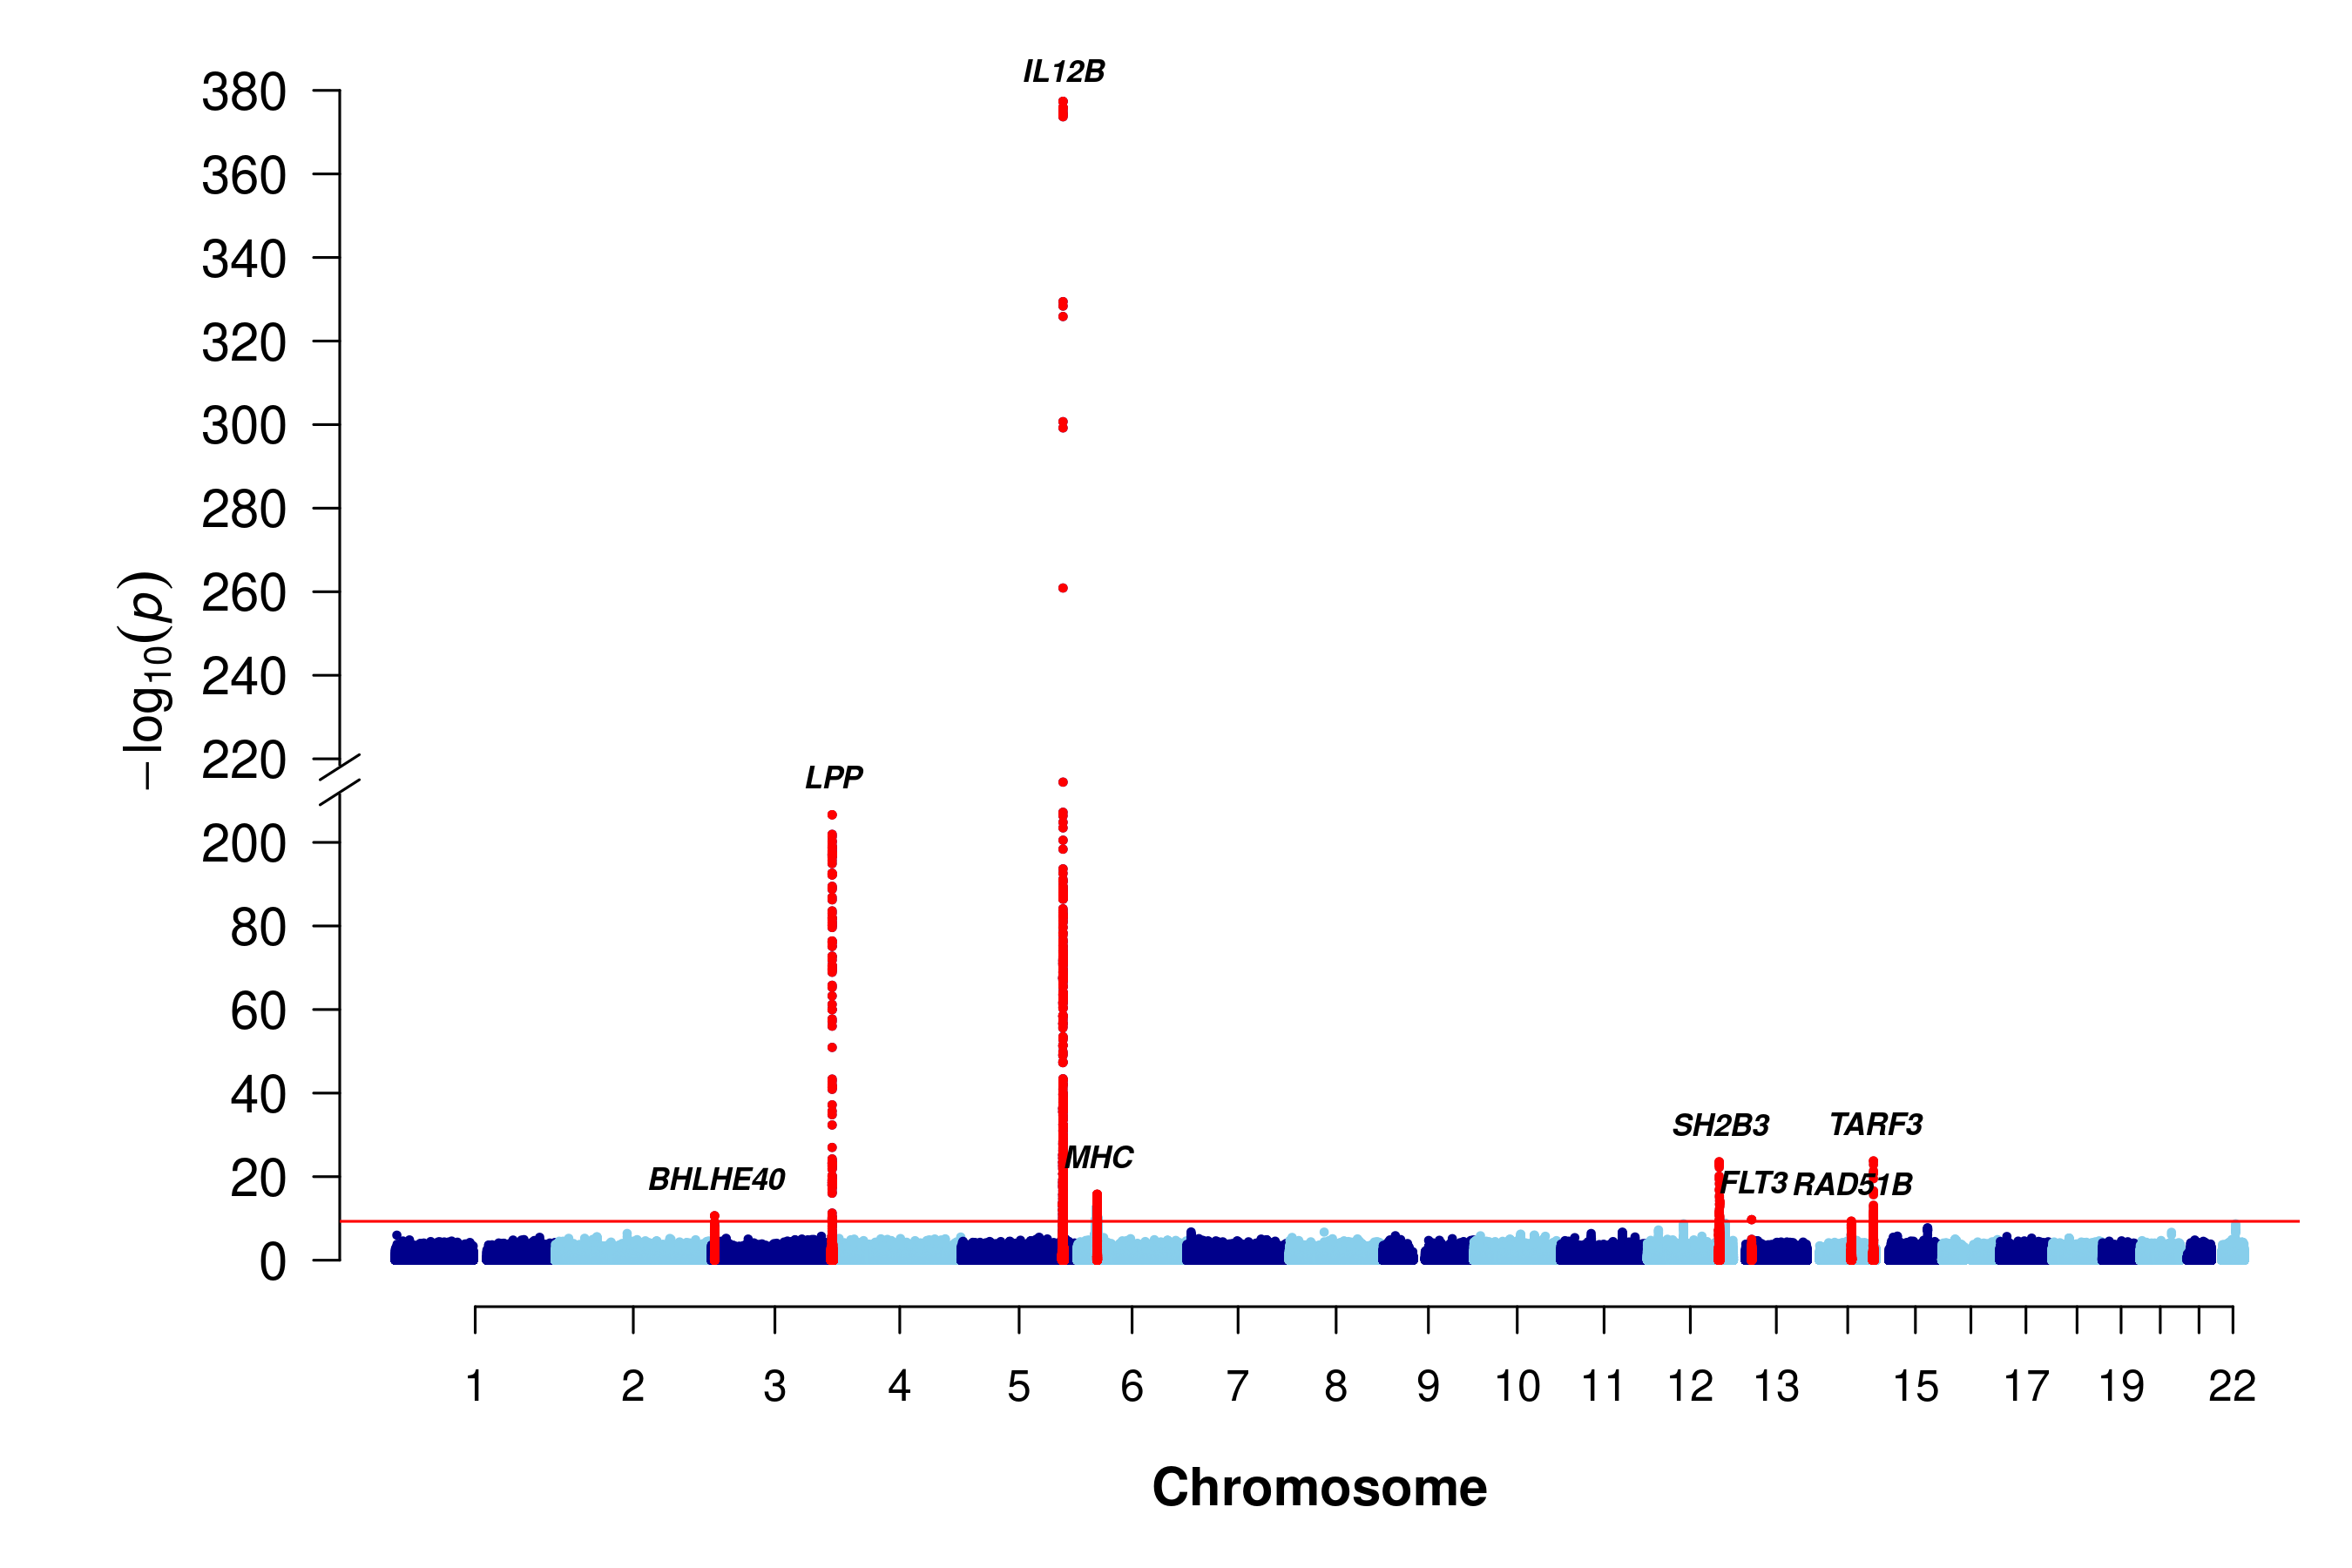 IL12B
380
360
340
320
300
280
260
240
220
200
80
60
40
20
0
−log10(p)
LPP
SH2B3
TARF3
MHC
BHLHE40
FLT3
RAD51B
1 2 3 4 5 6 7 8 9 10 11 12 13 15 17 19 22
Chromosome